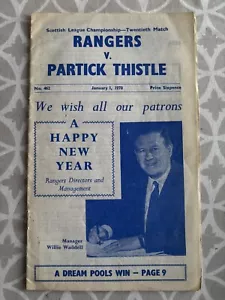 Scottish League Championship—Twentieth Match
RANGERS
V.
PARTICK THISTLE
No. 462 January 1, 1970 Price Sixpence
We wish all our patrons
A
HAPPY
NEW
YEAR
Rangers Directors and
Management
Manager
Willie Waddell
A DREAM POOLS WIN — PAGE 9